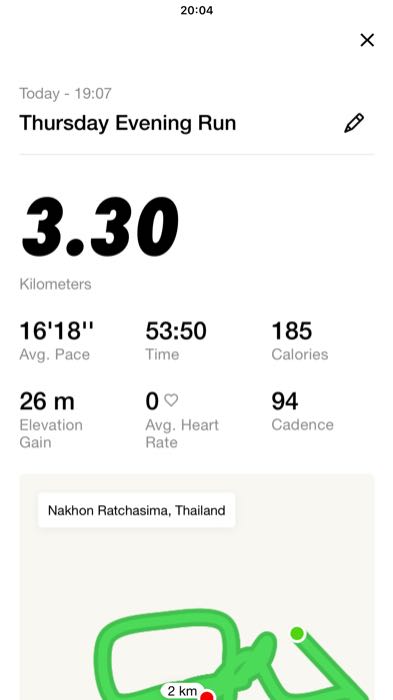 20:04
Today - 19:07
Thursday Evening Run
3.30
Kilometers
16'18''
53:50
185
Avg. Pace
Time
Calories
26 m
0
94
Elevation
Gain
Avg. Heart
Rate
Cadence
Nakhon Ratchasima, Thailand
2 km